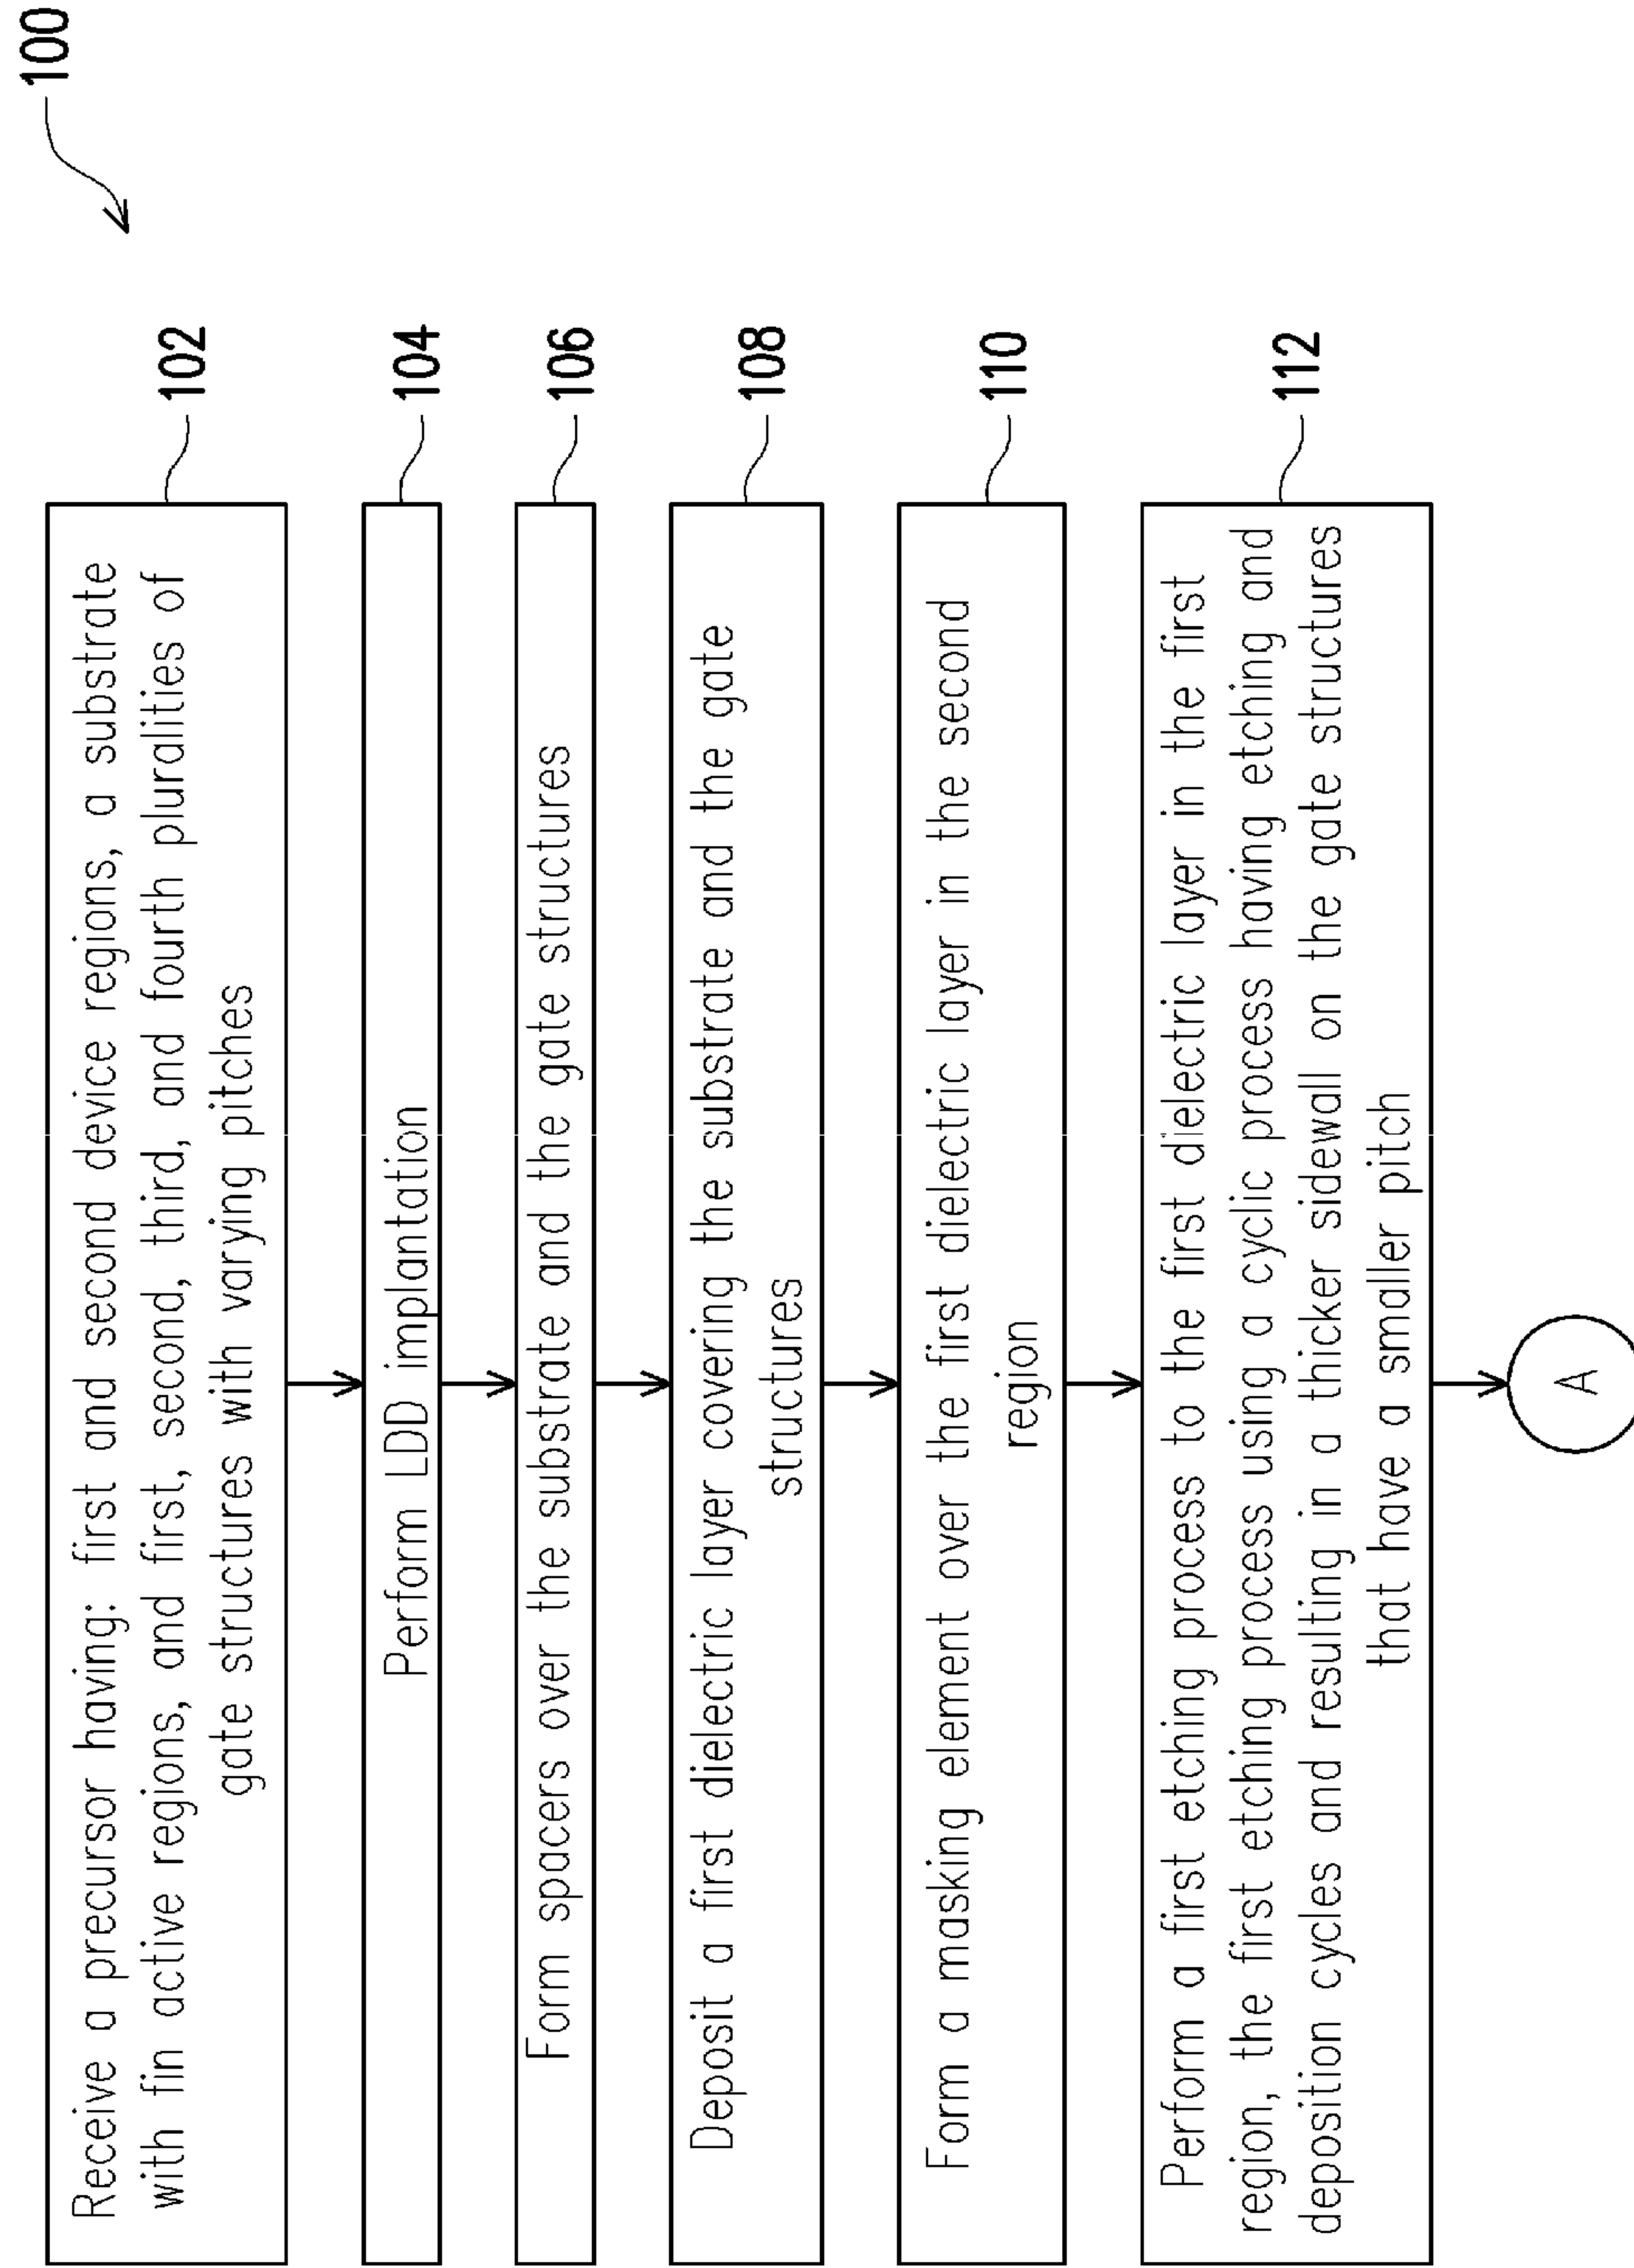 100
Receive a precursor having: first and second device regions, a substrate
with fin active regions, and first, second, third, and fourth pluralities of
gate structures with varying pitches
102
Perform LDD implantation
104
Form spacers over the substrate and the gate structures
106
Deposit a first dielectric layer covering the substrate and the gate
structures
108
Form a masking element over the first dielectric layer in the second
region
110
Perform a first etching process to the first dielectric layer in the first
region, the first etching process using a cyclic process having etching and
deposition cycles and resulting in a thicker sidewall on the gate structures
that have a smaller pitch
112
A